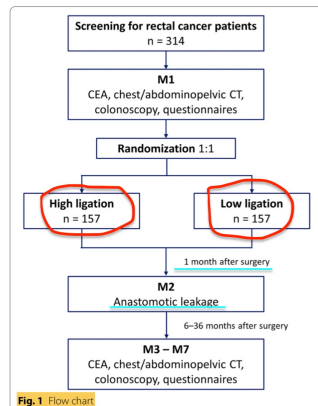 Screening for rectal cancer patients
n = 314
M1
CEA, chest/abdominopelvic CT,
colonoscopy, questionnaires
Randomization 1:1
High ligation
n = 157
Low ligation
n = 157
1 month after surgery
M2
Anastomotic leakage
6–36 months after surgery
M3 – M7
CEA, chest/abdominopelvic CT,
colonoscopy, questionnaires
Fig. 1 Flow chart